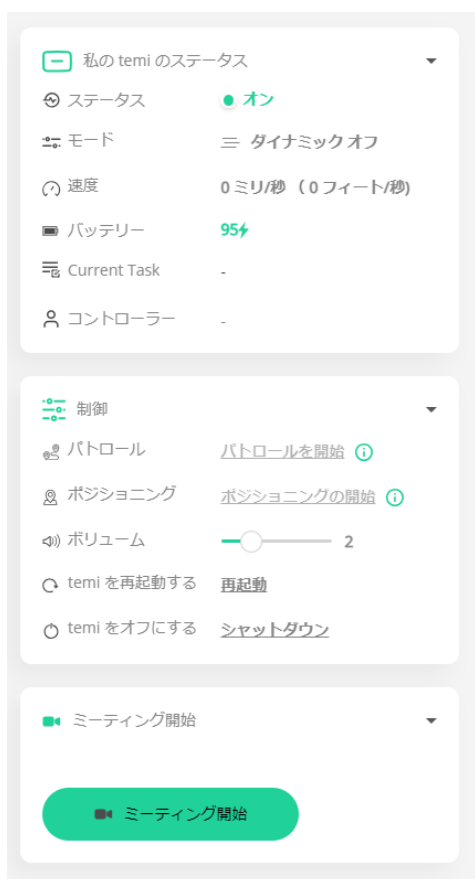 私の temi のステータス
ステータス オン
モード ダイナミック オフ
速度 0 ミリ/秒 （ 0 フィート/秒)
バッテリー 95
Current Task -
コントローラー -
制御
パトロール パトロールを開始
ポジショニング ポジショニングの開始
ボリューム 2
temi を再起動する 再起動
temi をオフにする シャットダウン
ミーティング開始
ミーティング開始